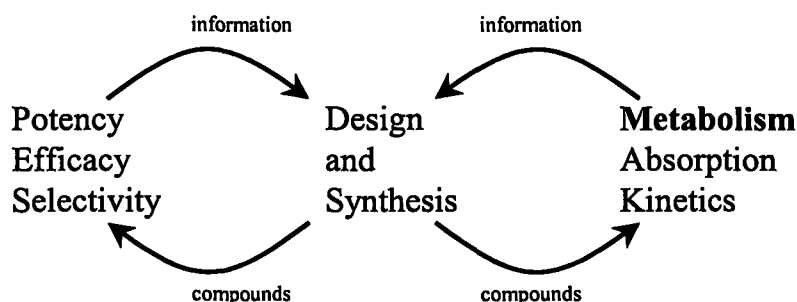 information
information
Potency
Efficacy
Selectivity
Design
and
Synthesis
Metabolism
Absorption
Kinetics
compounds
compounds